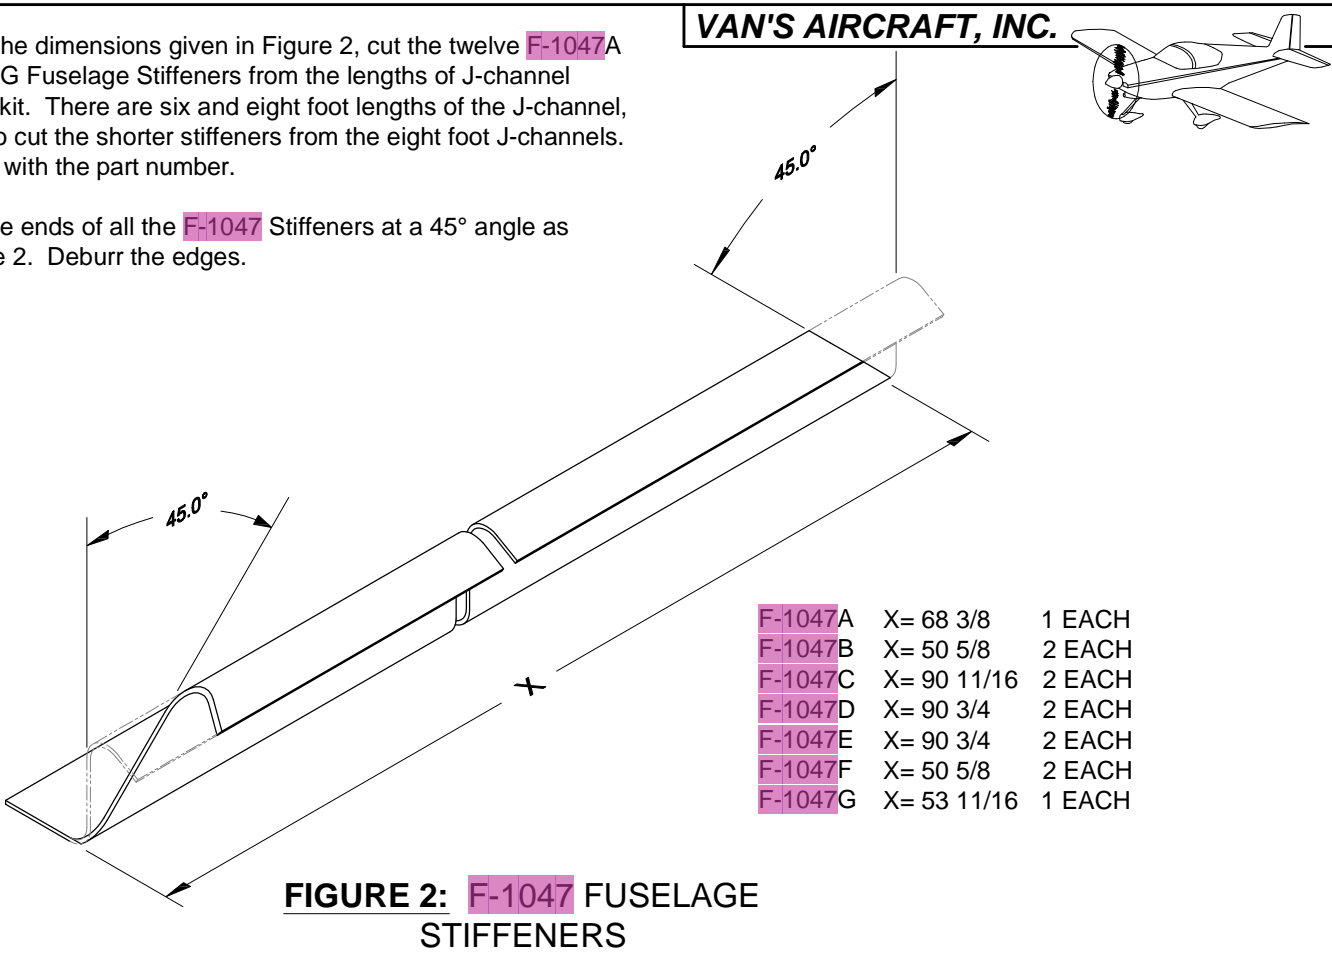 VAN'S AIRCRAFT, INC.
he dimensions given in Figure 2, cut the twelve F-1047A
G Fuselage Stiffeners from the lengths of J-channel
kit. There are six and eight foot lengths of the J-channel,
o cut the shorter stiffeners from the eight foot J-channels.
with the part number.
e ends of all the F-1047 Stiffeners at a 45° angle as
e 2. Deburr the edges.
45.0°
45.0°
X
F-1047A X= 68 3/8 1 EACH
F-1047B X= 50 5/8 2 EACH
F-1047C X= 90 11/16 2 EACH
F-1047D X= 90 3/4 2 EACH
F-1047E X= 90 3/4 2 EACH
F-1047F X= 50 5/8 2 EACH
F-1047G X= 53 11/16 1 EACH
FIGURE 2: F-1047 FUSELAGE
STIFFENERS